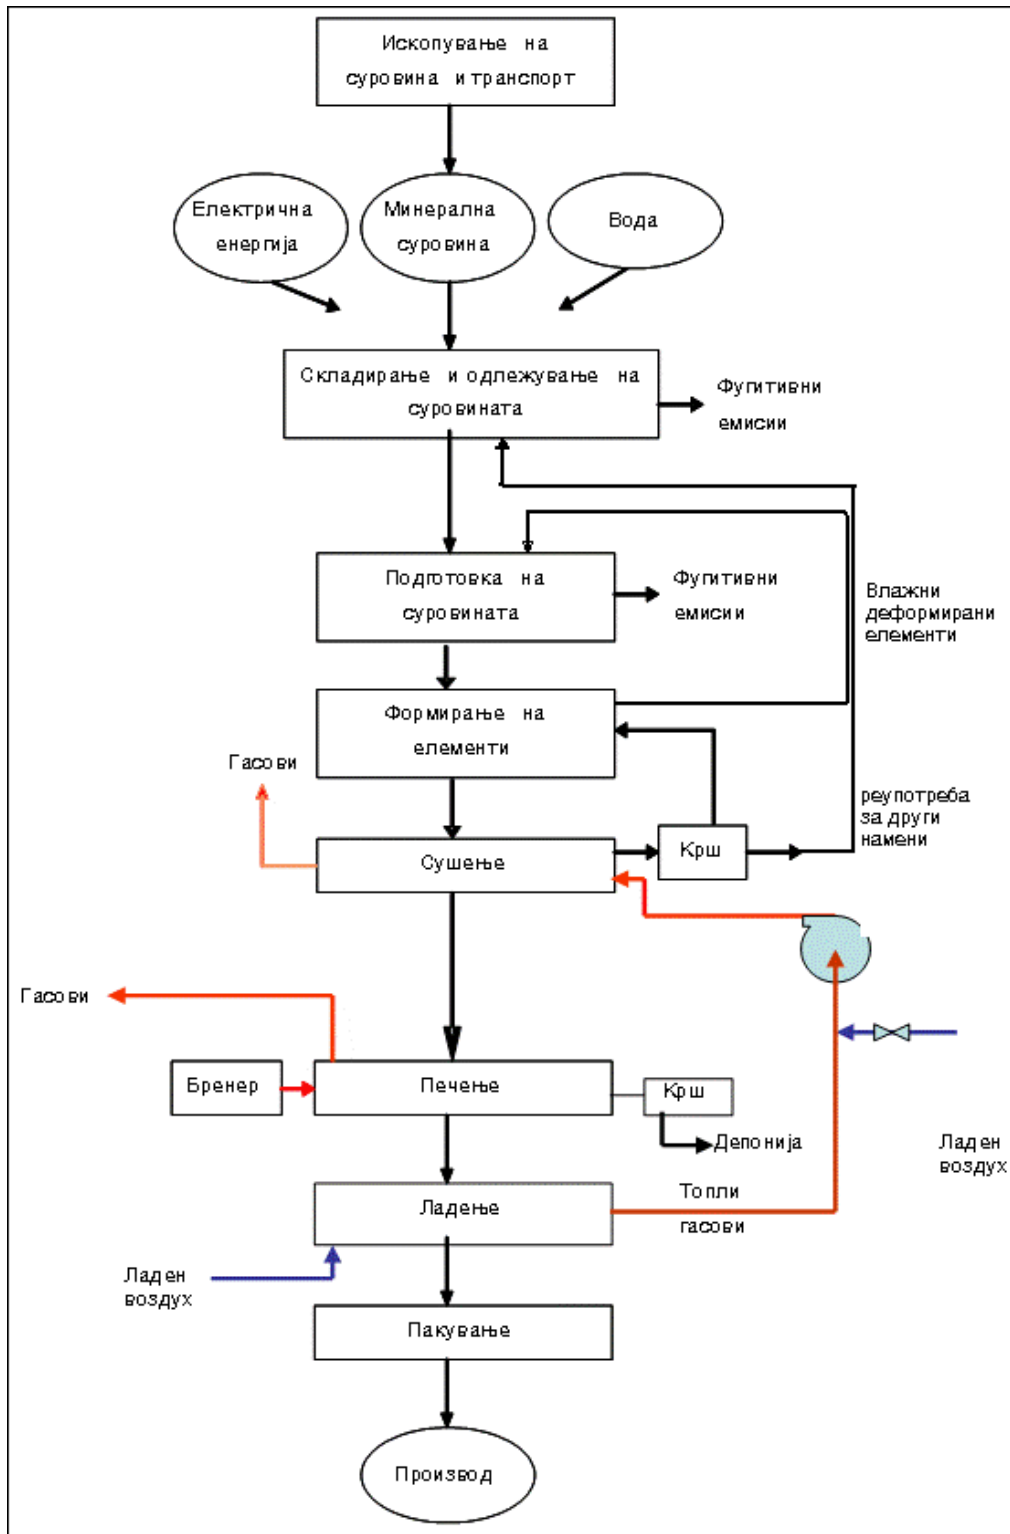 Ископување на
суровина и транспорт
Електрична
енергија
Минерална
суровина
Вода
Складирање и одлежување на
суровината
Фугитивни
емисии
Подготовка на
суровината
Фугитивни
емисии
Влажни
деформирани
елементи
Формирање на
елементи
Гасови
реупотреба
за други
намени
Сушење
Крш
Гасови
Бренер
Печење
Крш
Депонија
Ладен
воздух
Ладење
Топли
гасови
Ладен
воздух
Пакување
Производ